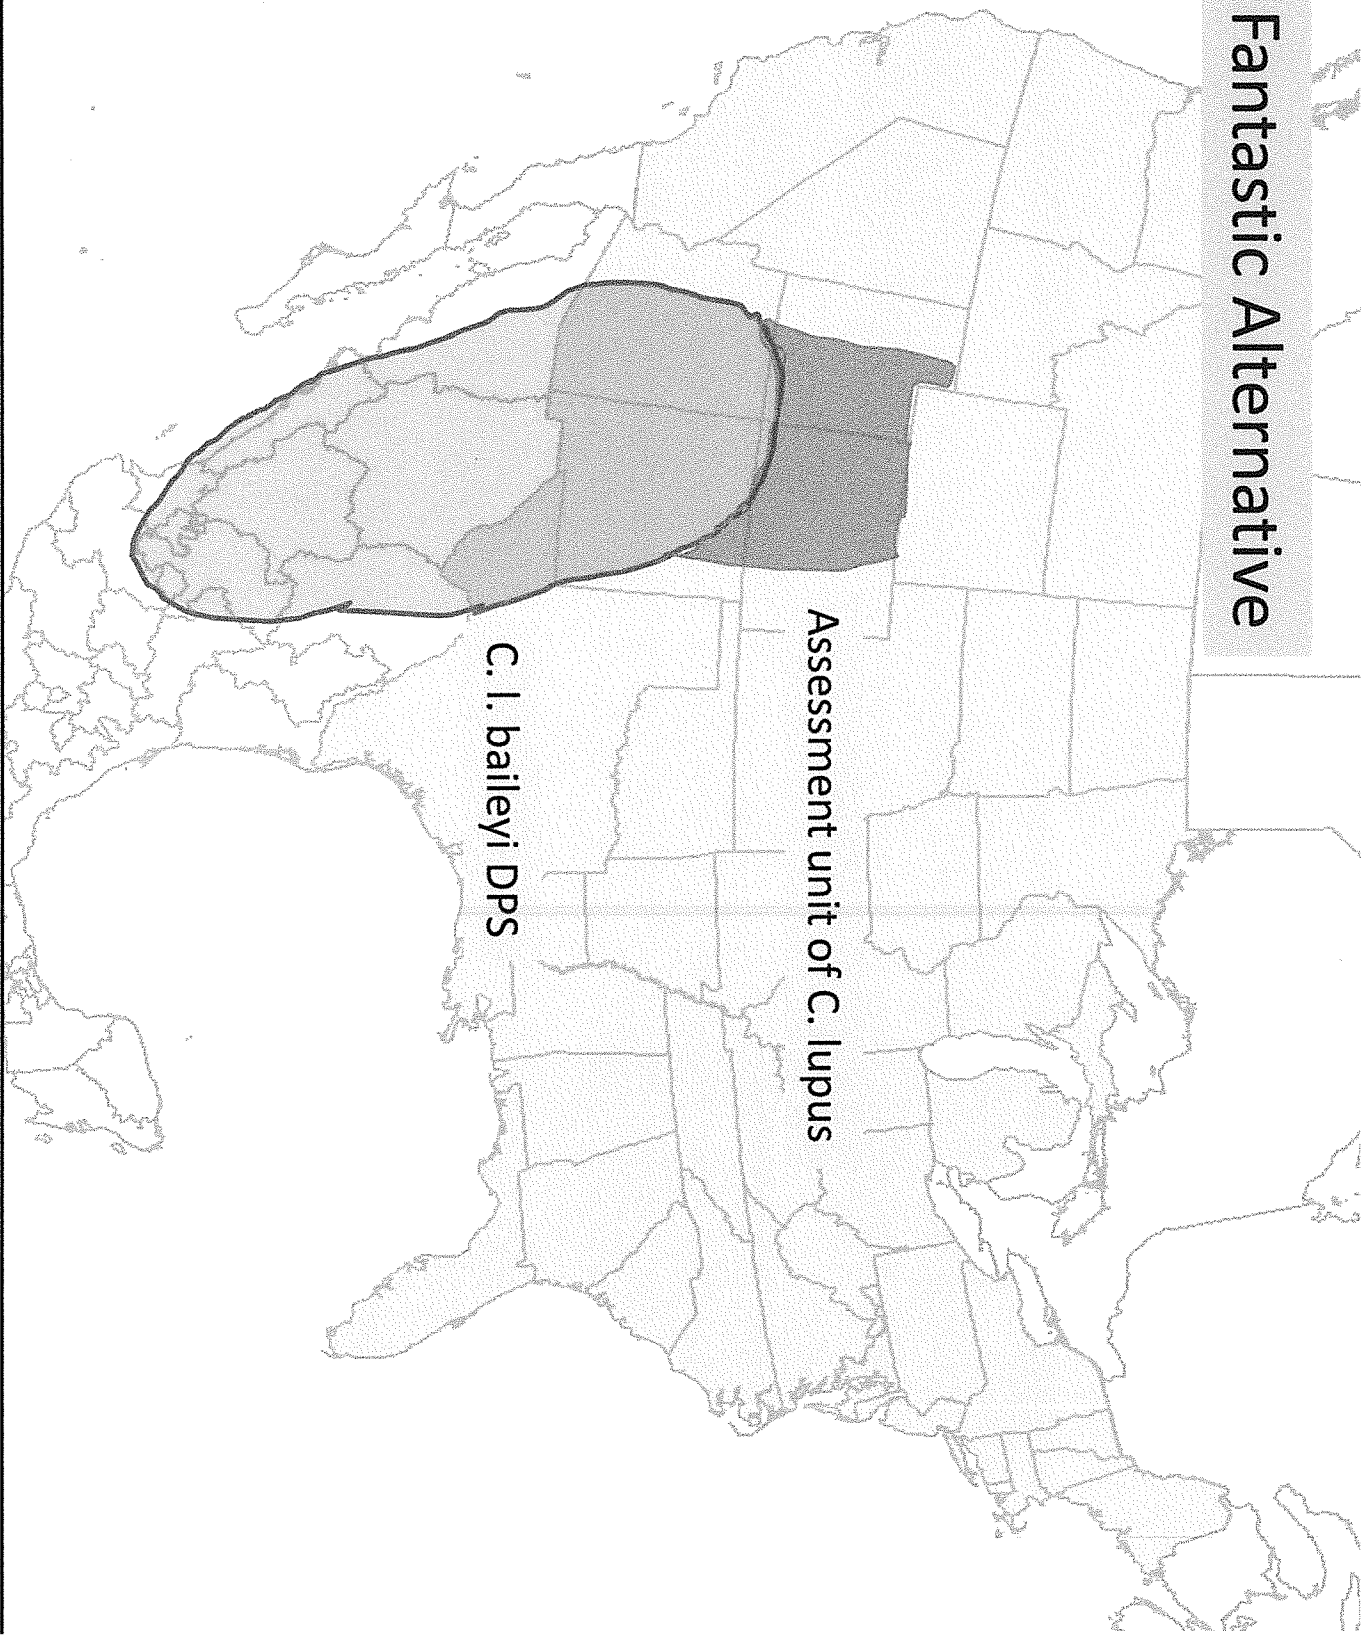 Fantastic Alternative
Assessment unit of C. lupus
C. l. baileyi DPS